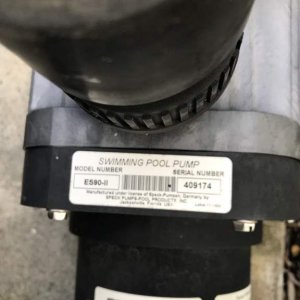 SWIMMING POOL PUMP
MODEL NUMBER SERIAL NUMBER
ES90-II 409174
Manufactured under license of Speck-Pumpen, Germany by
SPECK PUMPS-POOL PRODUCTS, INC.
Jacksonville, Florida, USA